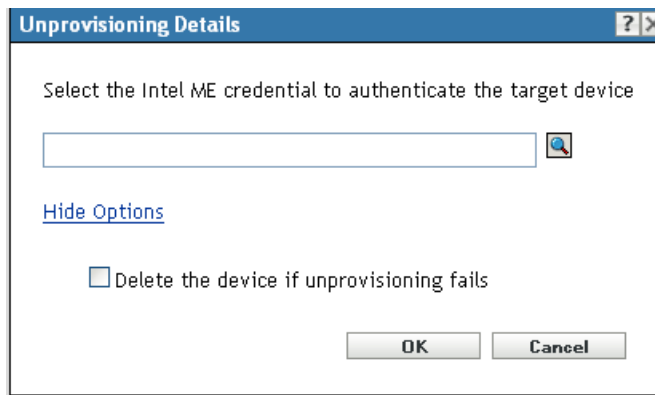 Unprovisioning Details ?
Select the Intel ME credential to authenticate the target device
Hide Options
Delete the device if unprovisioning fails
OK Cancel